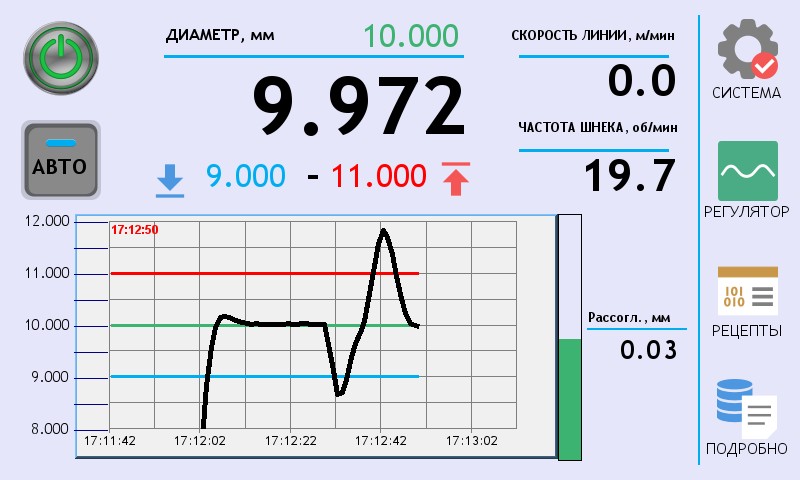 ДИАМЕТР, мм 10.000
9.972
9.000 - 11.000
СКОРОСТЬ ЛИНИИ, м/мин
0.0
ЧАСТОТА ШНЕКА, об/мин
19.7
АВТО
СИСТЕМА
РЕГУЛЯТОР
101
010
РЕЦЕПТЫ
ПОДРОБНО
17:12:50
12.000
11.000
10.000
9.000
8.000
17:11:42 17:12:02 17:12:22 17:12:42 17:13:02
Рассогл., мм
0.03